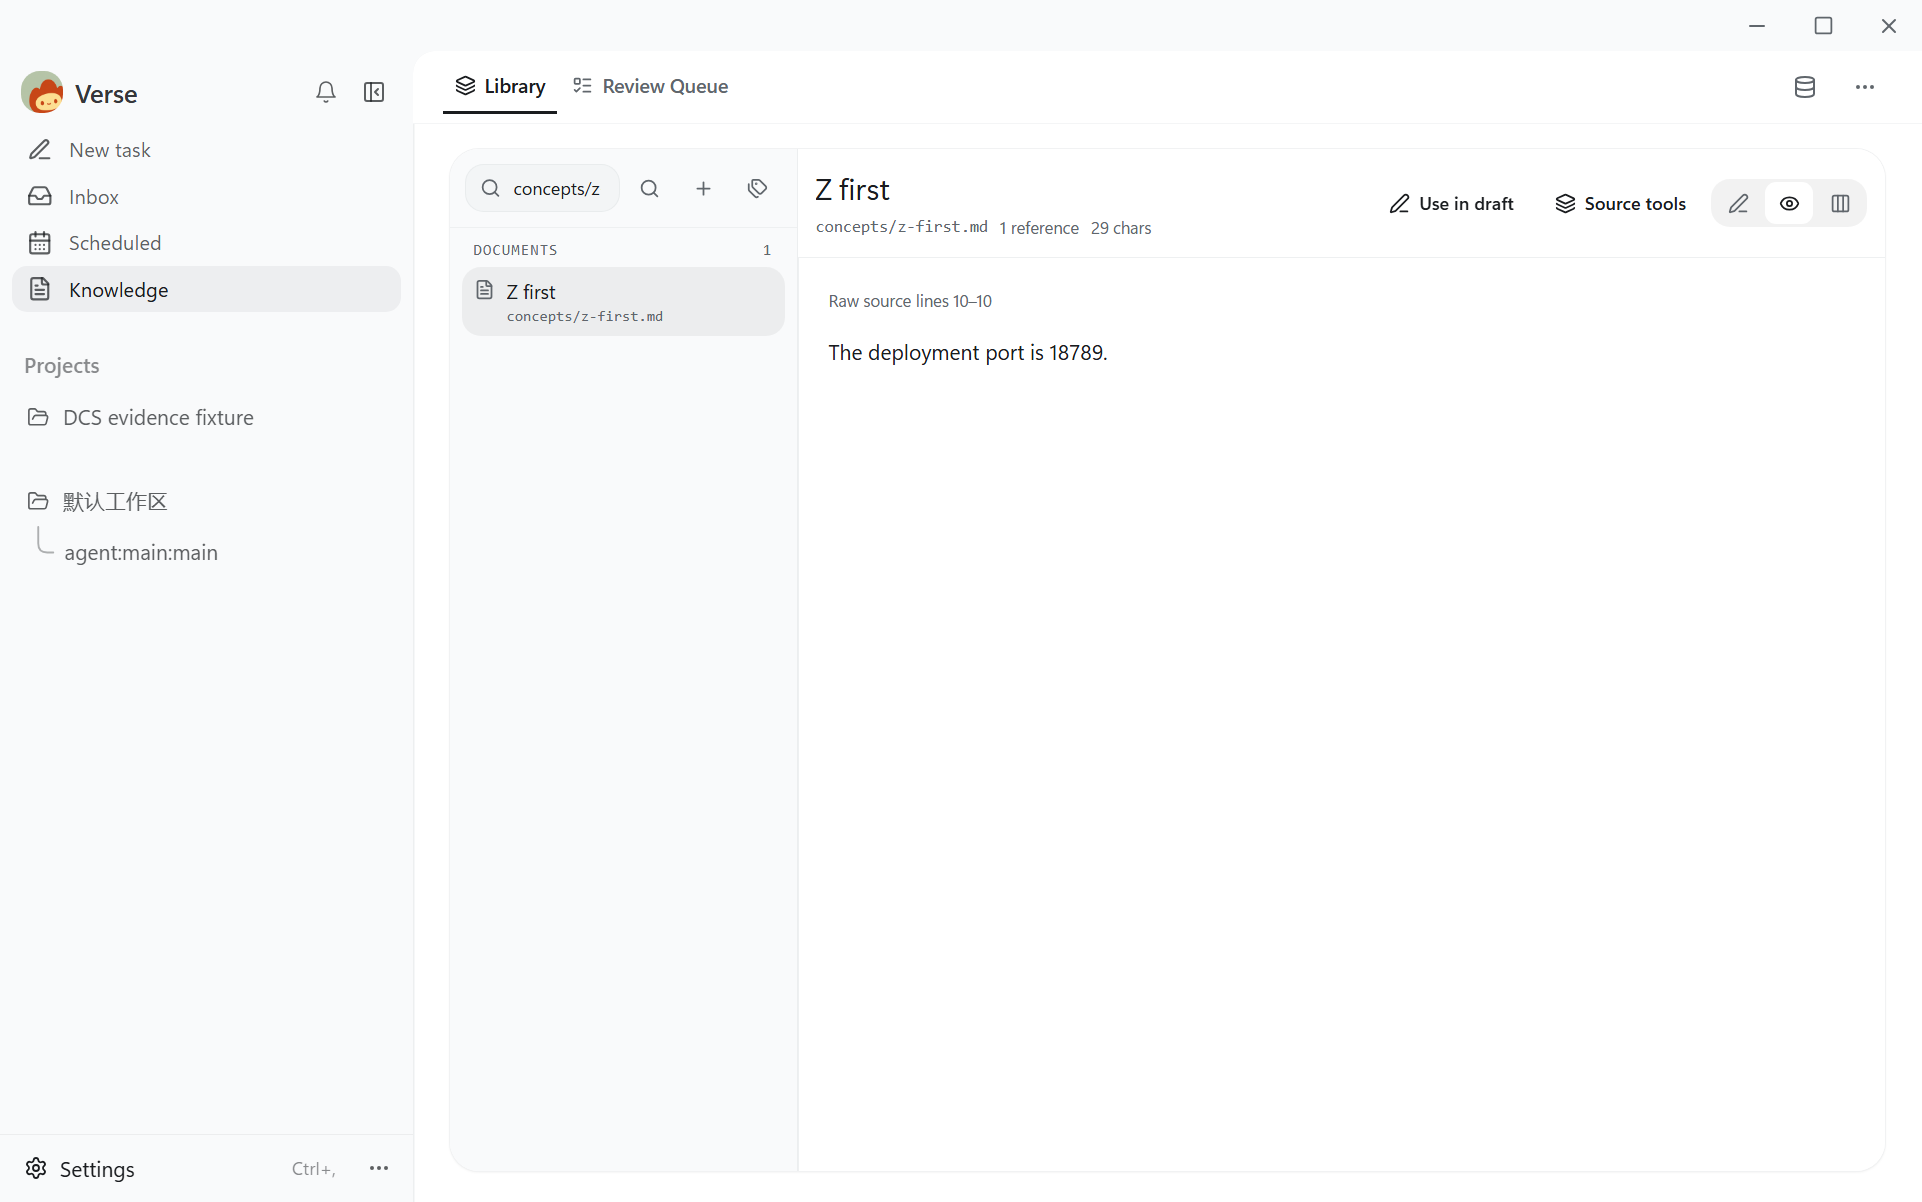 Verse
New task
Inbox
Scheduled
Knowledge
Projects
DCS evidence fixture
默认工作区
agent:main:main
Settings
Ctrl+,
Library
Review Queue
concepts/z
DOCUMENTS 1
Z first
concepts/z-first.md
Z first
concepts/z-first.md 1 reference 29 chars
Use in draft
Source tools
Raw source lines 10–10
The deployment port is 18789.